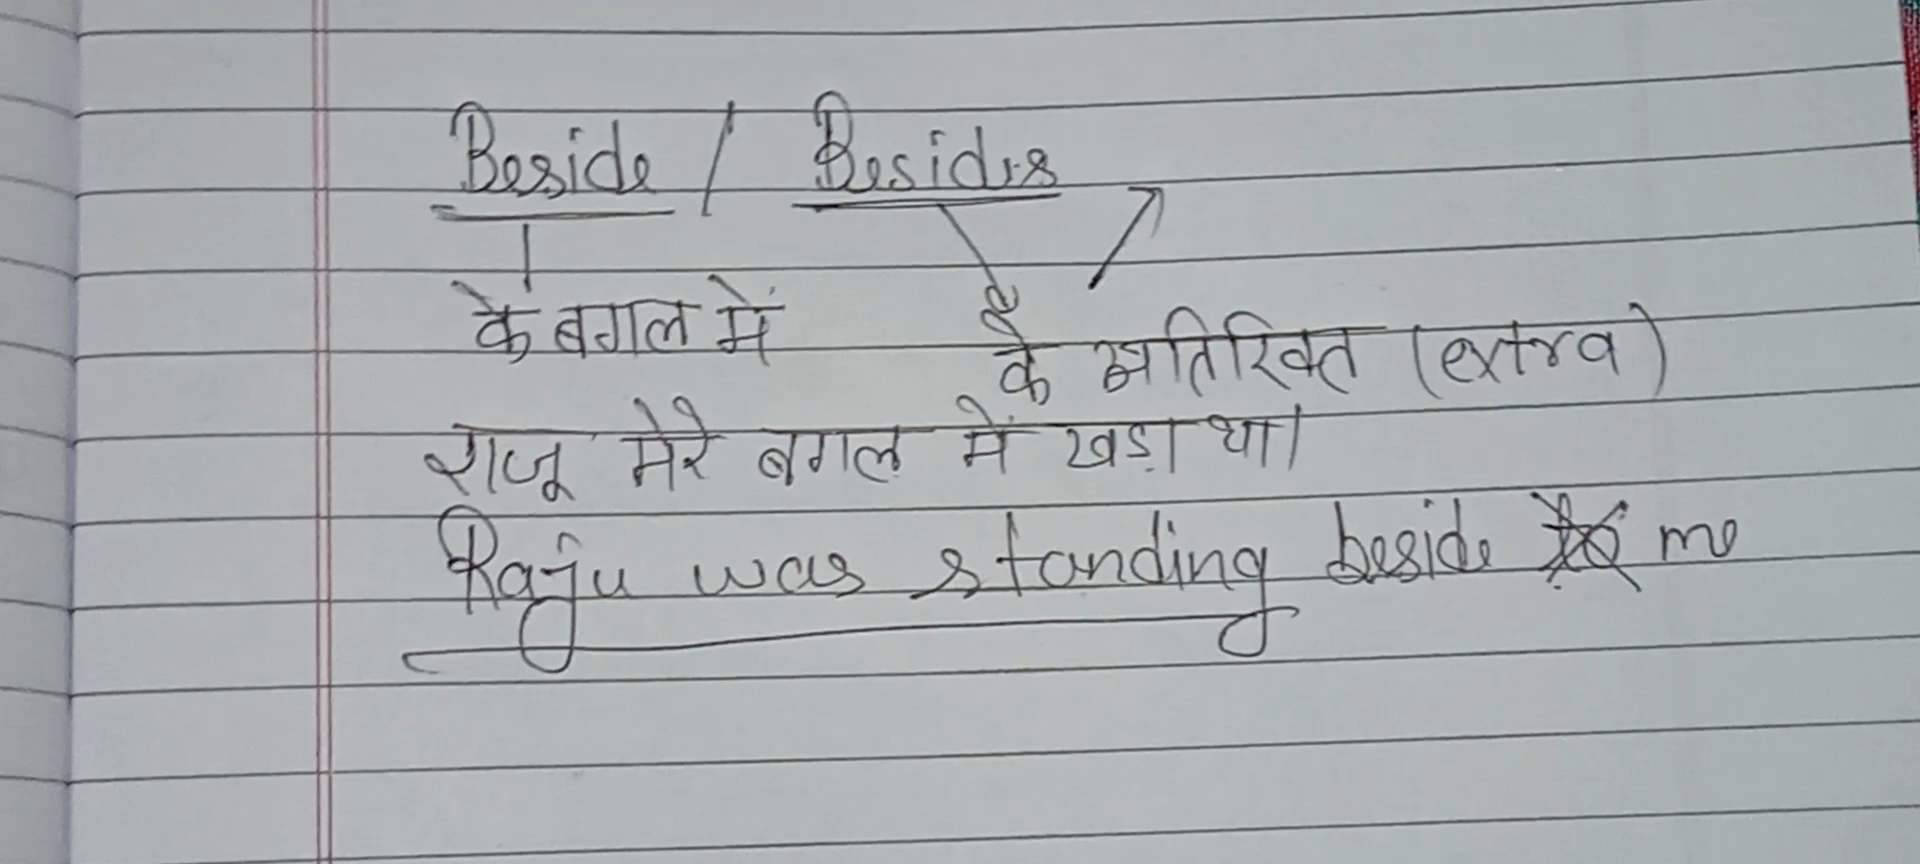 Beside / Besides
के बगल में
के अतिरिक्त (extra)
राजू मेरे बगल में खड़ा था।
Raju was standing beside me